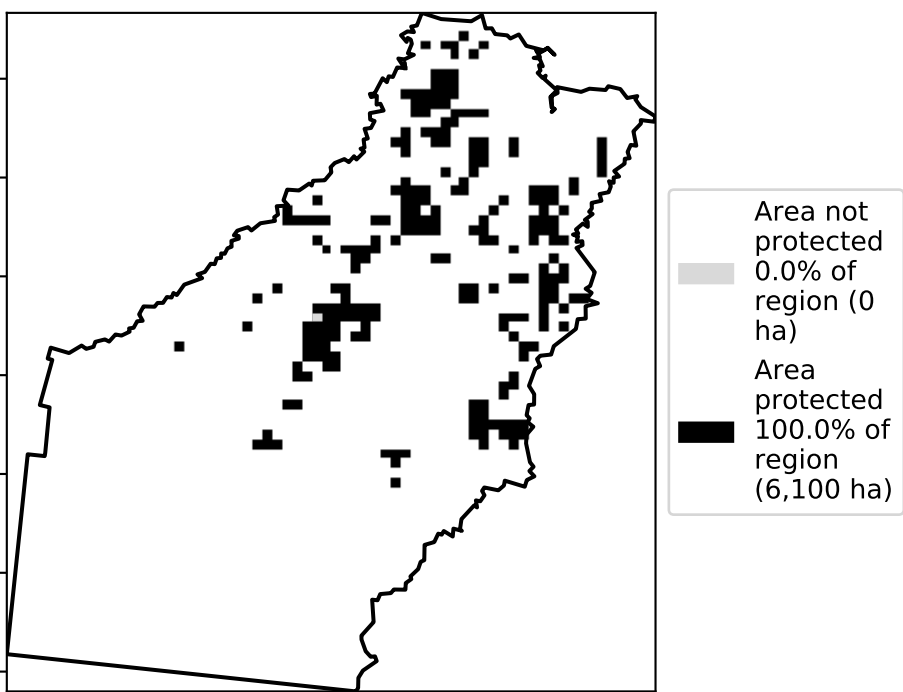 Area not
protected
0.0% of
region (0
ha)
Area
protected
100.0% of
region
(6,100 ha)